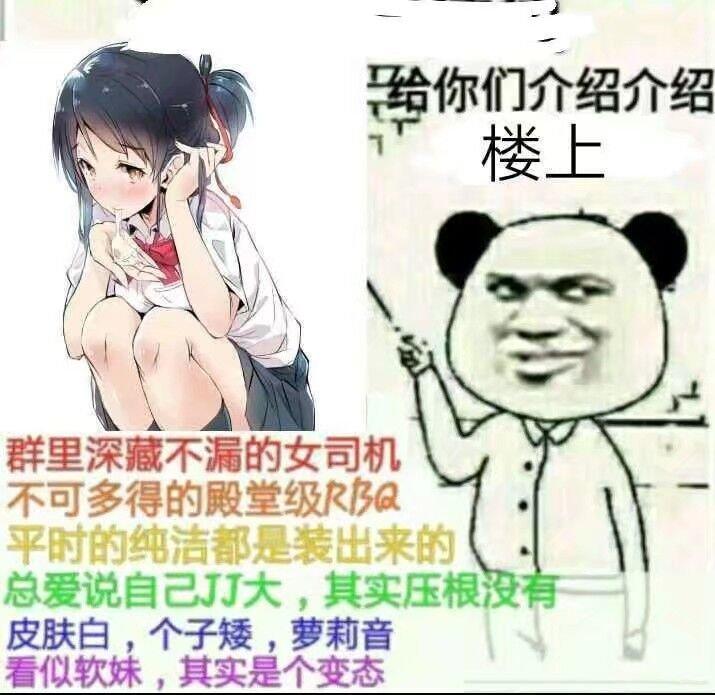 给你们介绍介绍
楼上
群里深藏不漏的女司机
不可多得的殿堂级RBQ
平时的纯洁都是装出来的
总爱说自己JJ大，其实压根没有
皮肤白，个子矮，萝莉音
看似软妹，其实是个变态